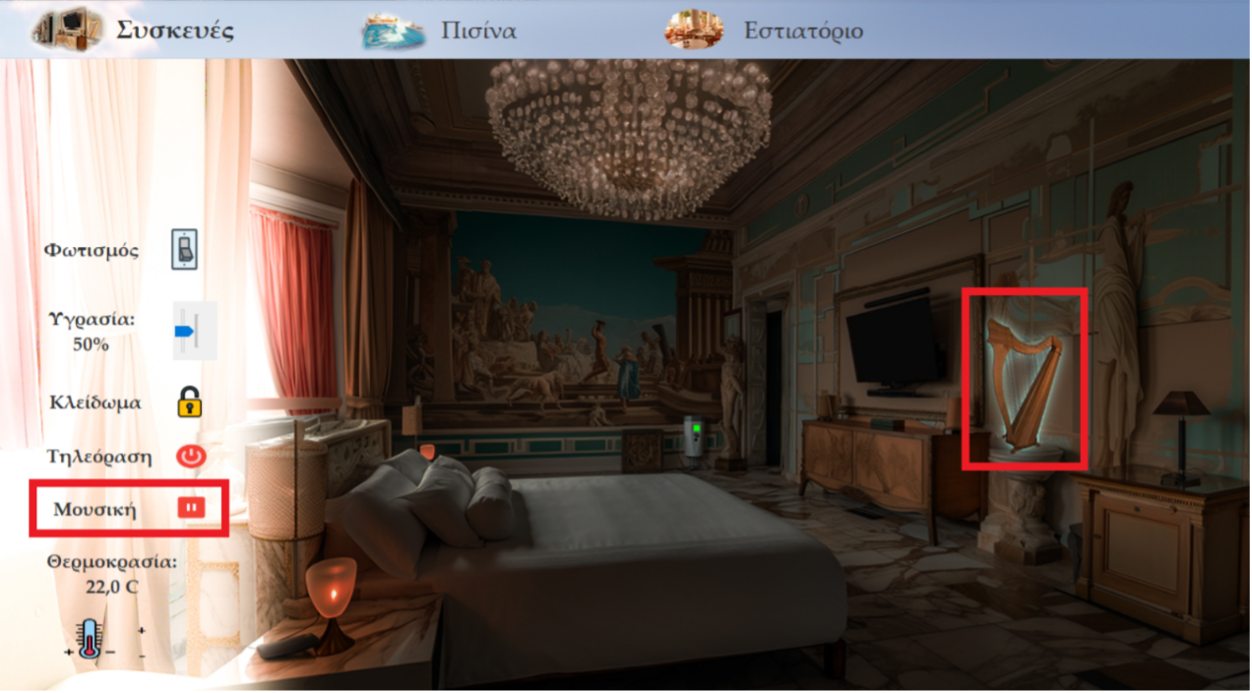 Συσκευές
Πισίνα
Εστιατόριο
Φωτισμός
Υγρασία:
50%
Κλείδωμα
Τηλεόραση
Μουσική
Θερμοκρασία:
22,0 C
+
+ −
-